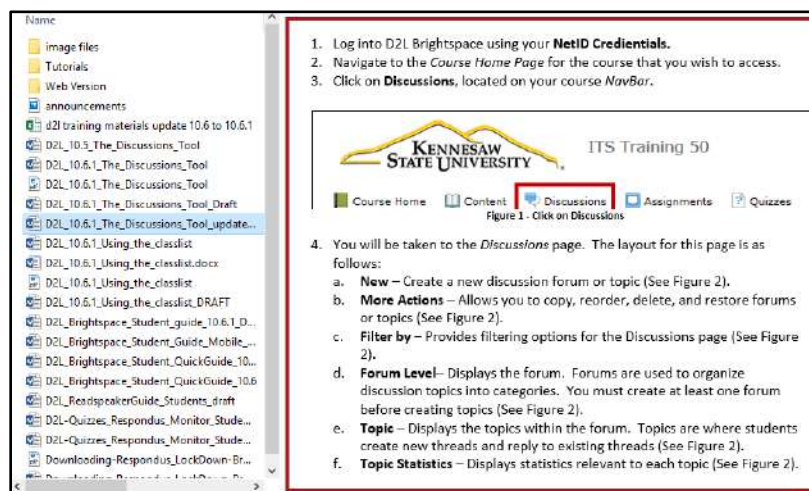 Name
image files
Tutorials
Web Version
announcements
d2l training materials update 10.6 to 10.6.1
D2L_10.5_The_Discussions_Tool
D2L_10.6.1_The_Discussions_Tool
D2L_10.6.1_The_Discussions_Tool
D2L_10.6.1_The_Discussions_Tool_Draft
D2L_10.6.1_The_Discussions_Tool_update...
D2L_10.6.1_Using_the_classlist
D2L_10.6.1_Using_the_classlist.docx
D2L_10.6.1_Using_the_classlist
D2L_10.6.1_Using_the_classlist_DRAFT
D2L_Brightspace_Student_guide_10.6.1_D...
D2L_Brightspace_Student_Guide_Mobile_...
D2L_Brightspace_Student_QuickGuide_10...
D2L_Brightspace_Student_QuickGuide_10.6
D2L_ReadspeakerGuide_Students_draft
D2L-Quizzes_Respondus_Monitor_Stude...
D2L-Quizzes_Respondus_Monitor_Stude...
Downloading-Respondus_LockDown-Br...
1. Log into D2L Brightspace using your NetID Credientials.
2. Navigate to the Course Home Page for the course that you wish to access.
3. Click on Discussions, located on your course NavBar.
KENNESAW
STATE UNIVERSITY
ITS Training 50
Course Home Content Discussions Assignments Quizzes
Figure 1 - Click on Discussions
4. You will be taken to the Discussions page. The layout for this page is as
follows:
a. New – Create a new discussion forum or topic (See Figure 2).
b. More Actions – Allows you to copy, reorder, delete, and restore forums
or topics (See Figure 2).
c. Filter by – Provides filtering options for the Discussions page (See Figure
2).
d. Forum Level– Displays the forum. Forums are used to organize
discussion topics into categories. You must create at least one forum
before creating topics (See Figure 2).
e. Topic – Displays the topics within the forum. Topics are where students
create new threads and reply to existing threads (See Figure 2).
f. Topic Statistics – Displays statistics relevant to each topic (See Figure 2).